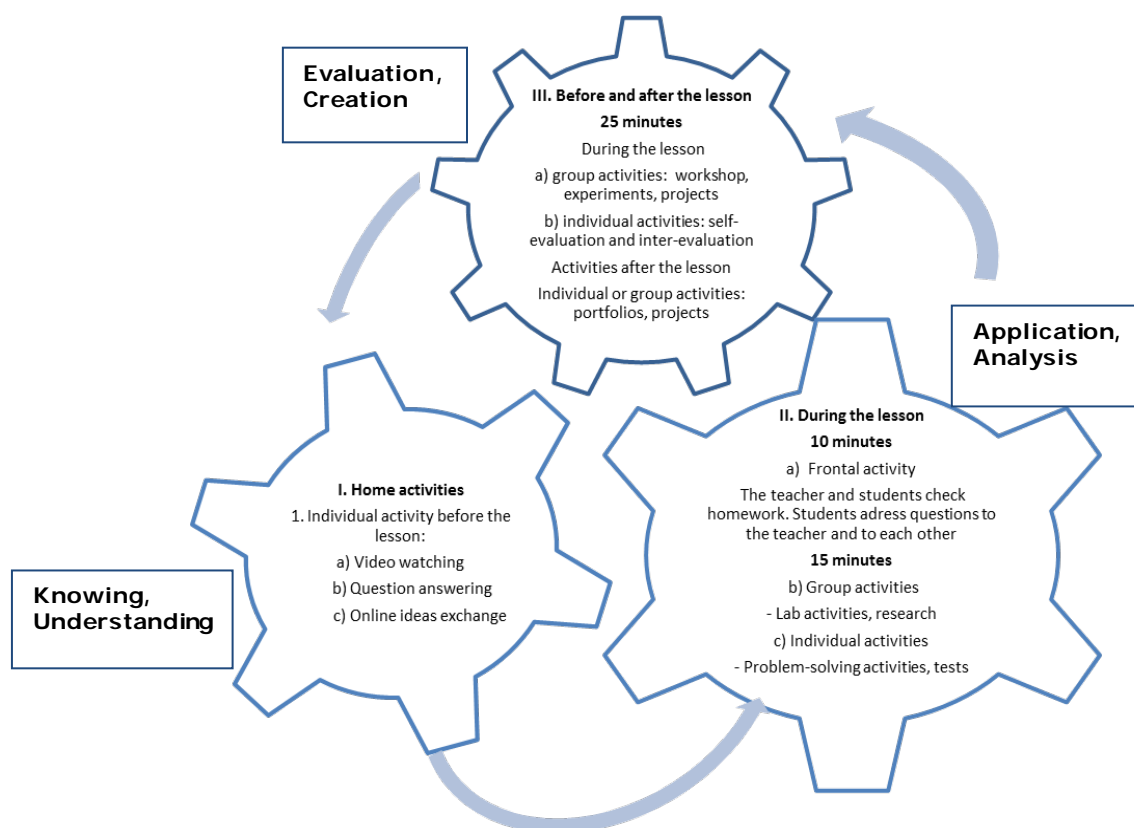 Evaluation,
Creation
III. Before and after the lesson
25 minutes
During the lesson
a) group activities: workshop,
experiments, projects
b) individual activities: self-
evaluation and inter-evaluation
Activities after the lesson
Individual or group activities:
portfolios, projects
Application,
Analysis
II. During the lesson
10 minutes
a) Frontal activity
The teacher and students check
homework. Students adress questions to
the teacher and to each other
15 minutes
b) Group activities
- Lab activities, research
c) Individual activities
- Problem-solving activities, tests
I. Home activities
1. Individual activity before the
lesson:
a) Video watching
b) Question answering
c) Online ideas exchange
Knowing,
Understanding